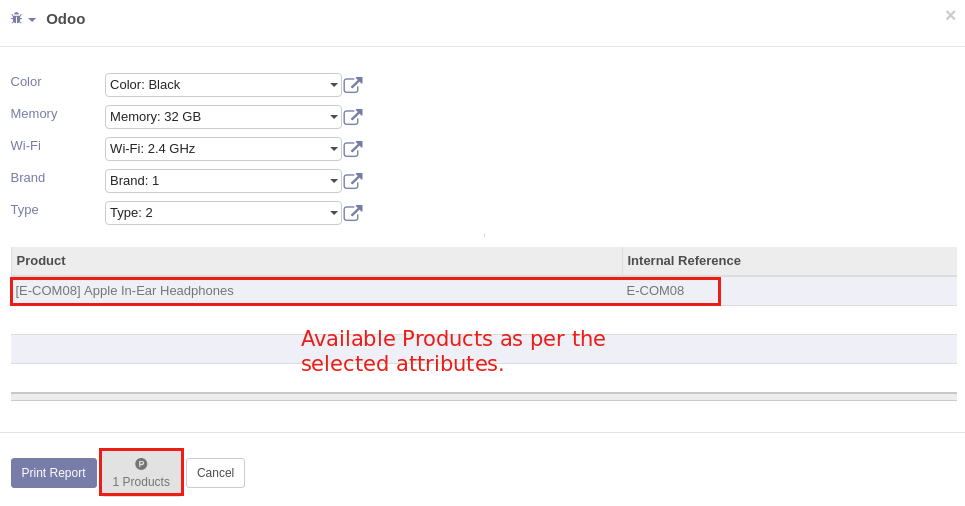 Odoo
×
Color Color: Black
Memory Memory: 32 GB
Wi-Fi Wi-Fi: 2.4 GHz
Brand Brand: 1
Type Type: 2
Product Internal Reference
[E-COM08] Apple In-Ear Headphones E-COM08
Available Products as per the
selected attributes.
P
Print Report 1 Products Cancel